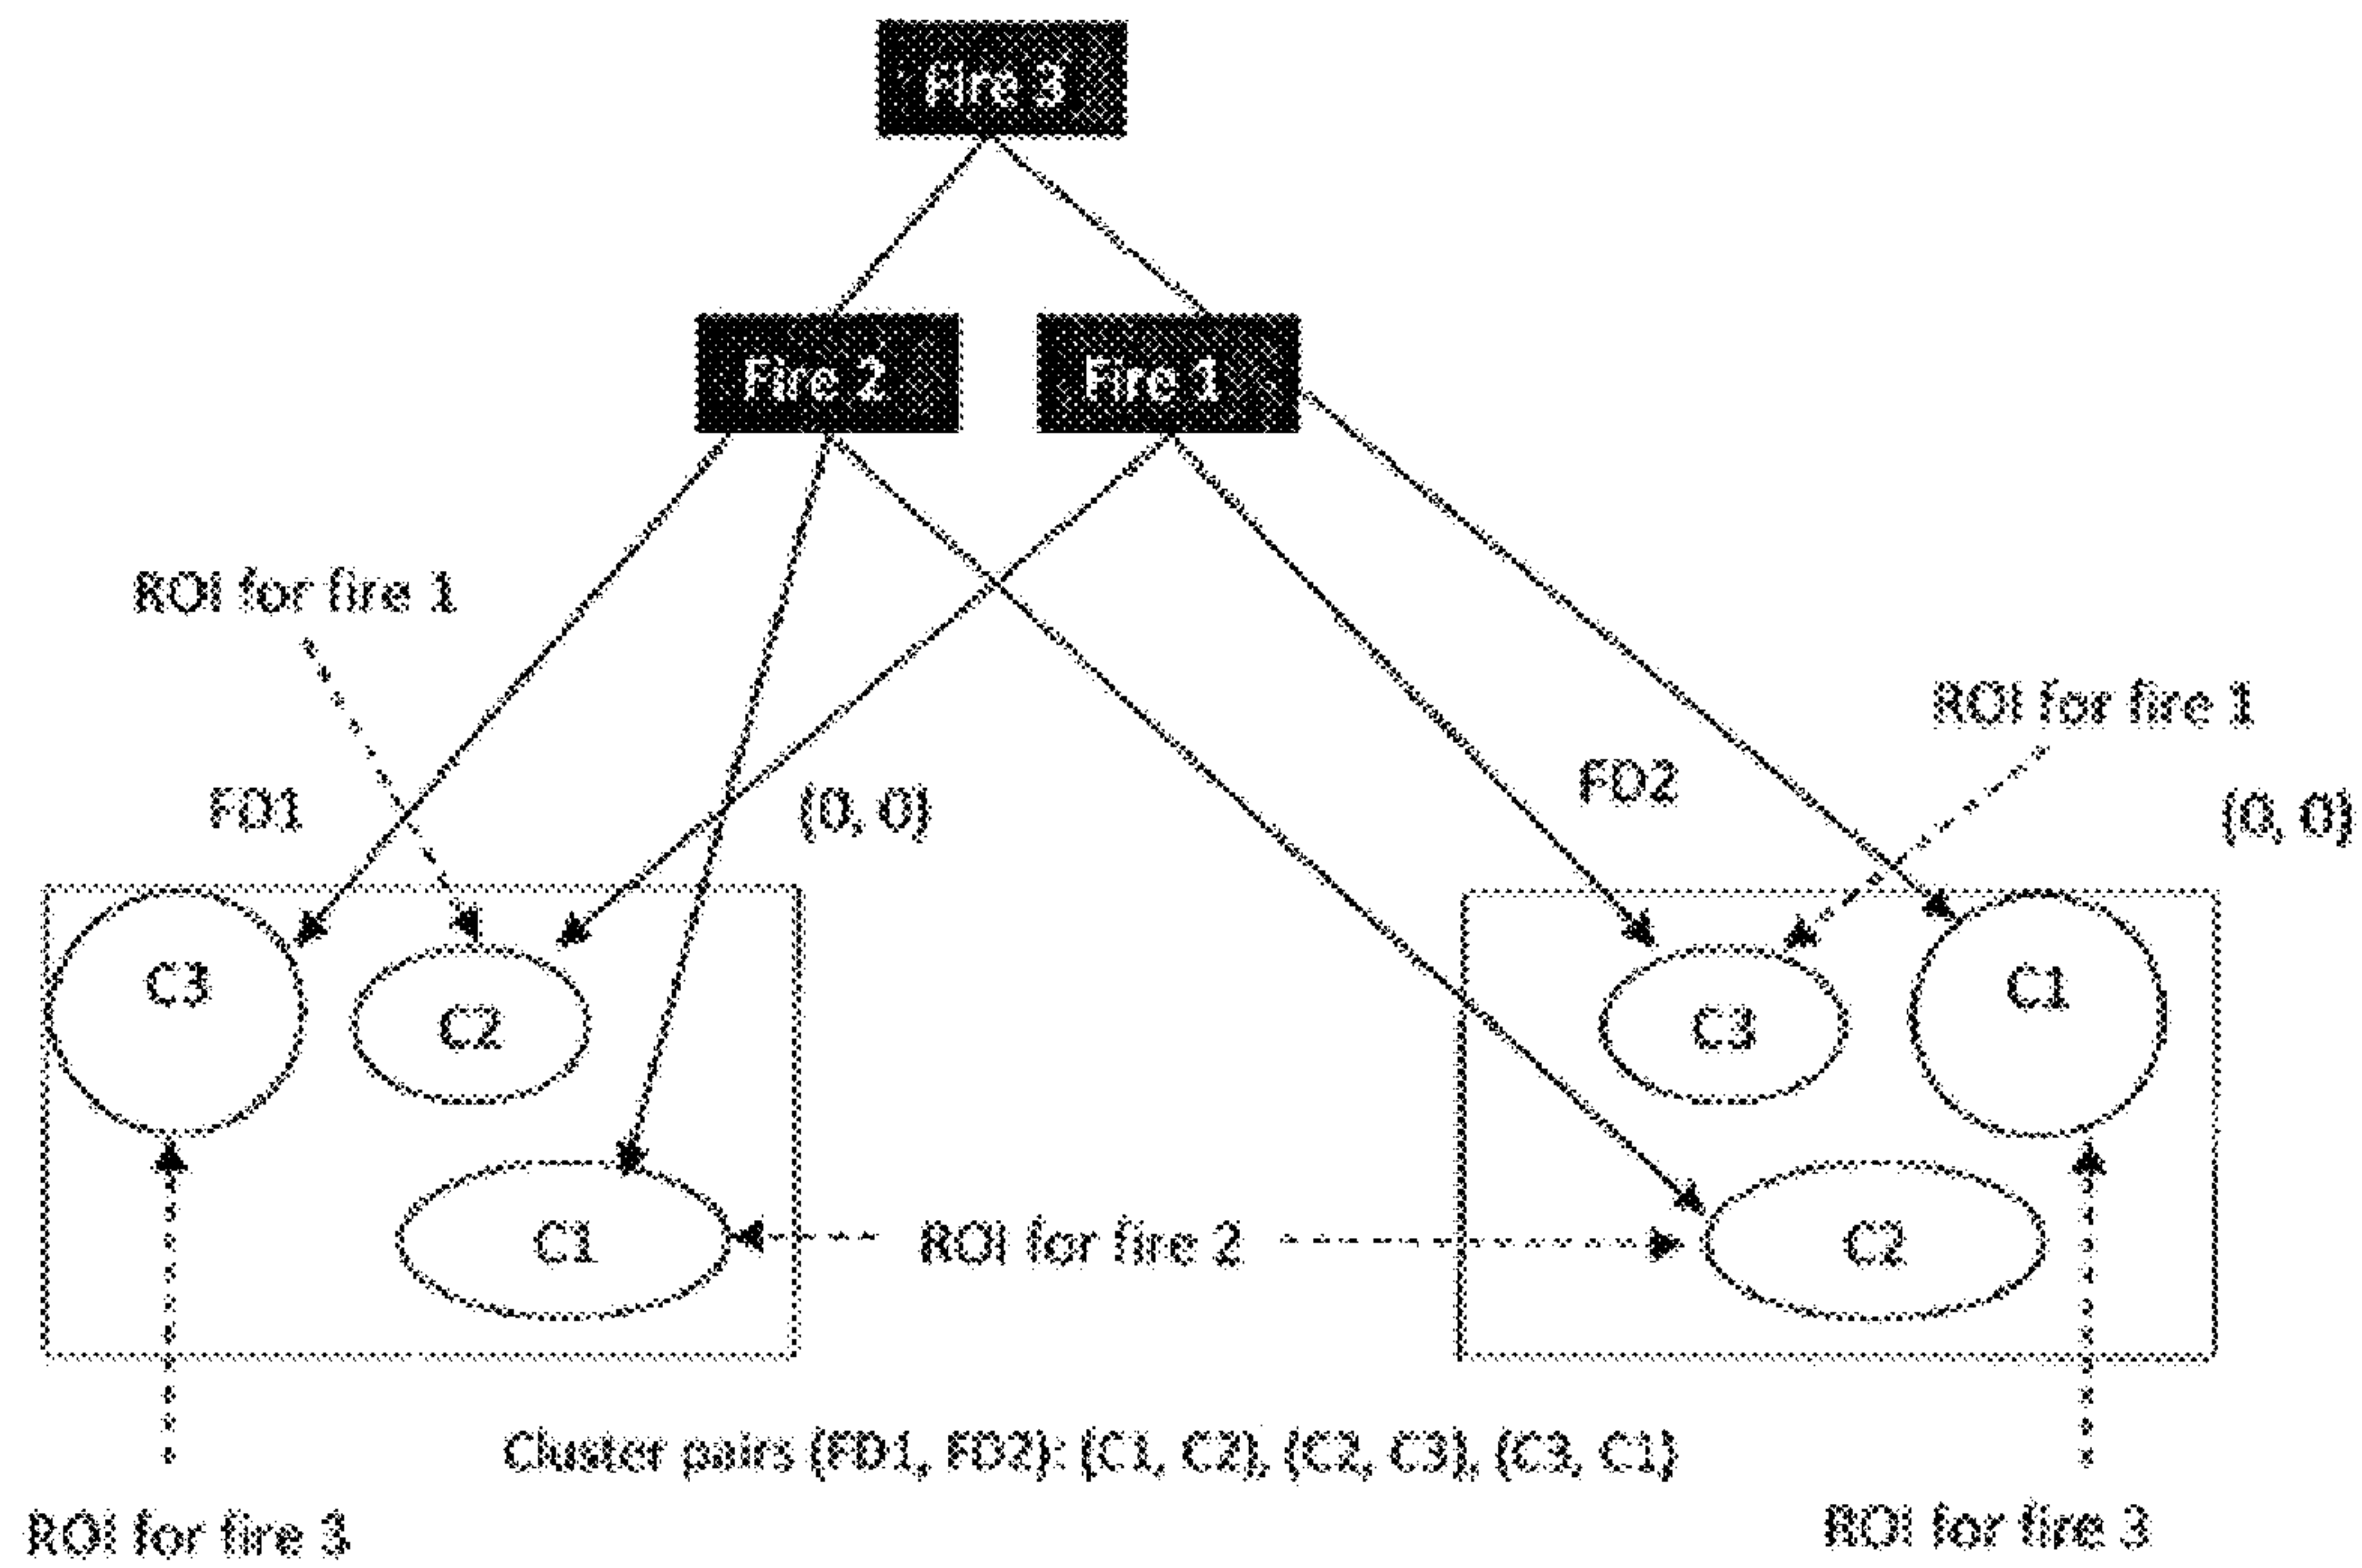 Fire 3
Fire 2
Fire 1
ROI for fire 1
ROI for fire 1
FD1
(0, 0)
FD2
(0, 0)
C3
C2
C3
C1
C1
ROI for fire 2
C2
Cluster pairs (FD1, FD2): (C1, C2), (C2, C3), (C3, C1)
ROI for fire 3
ROI for fire 3